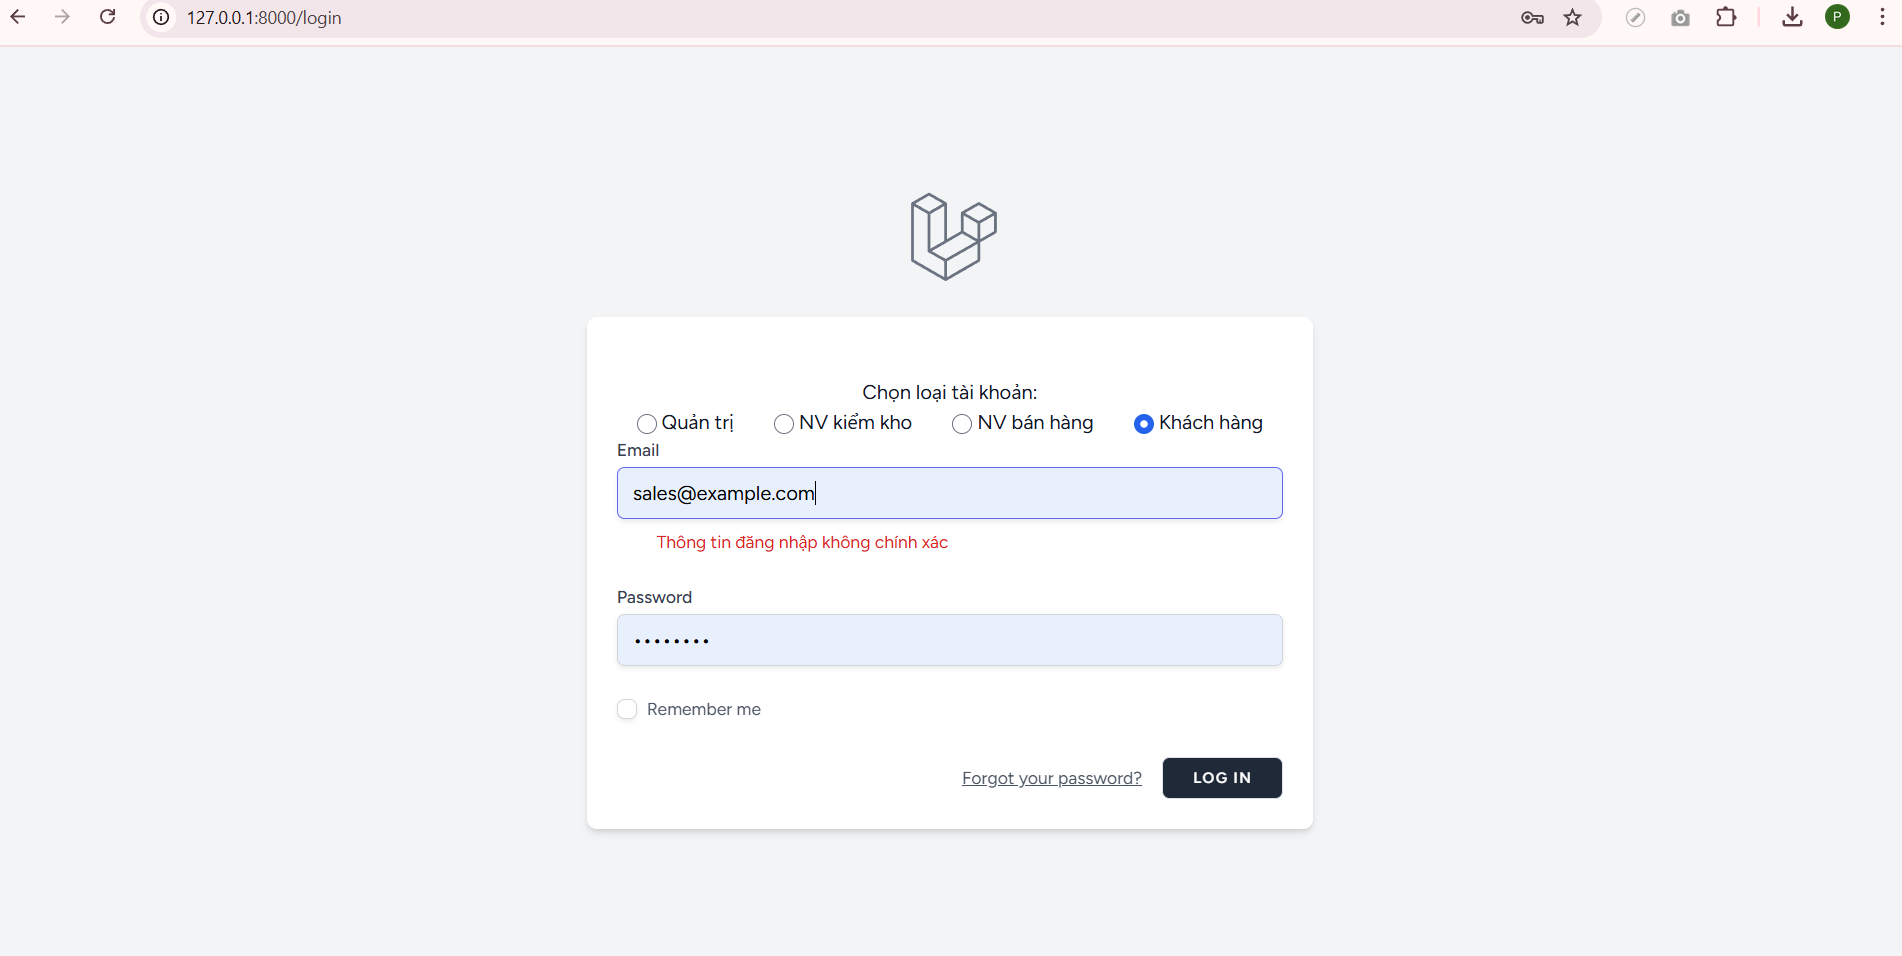 127.0.0.1:8000/login
P
Chọn loại tài khoản:
Quản trị NV kiểm kho NV bán hàng Khách hàng
Email
sales@example.com
Thông tin đăng nhập không chính xác
Password
••••••••
Remember me
Forgot your password? LOG IN